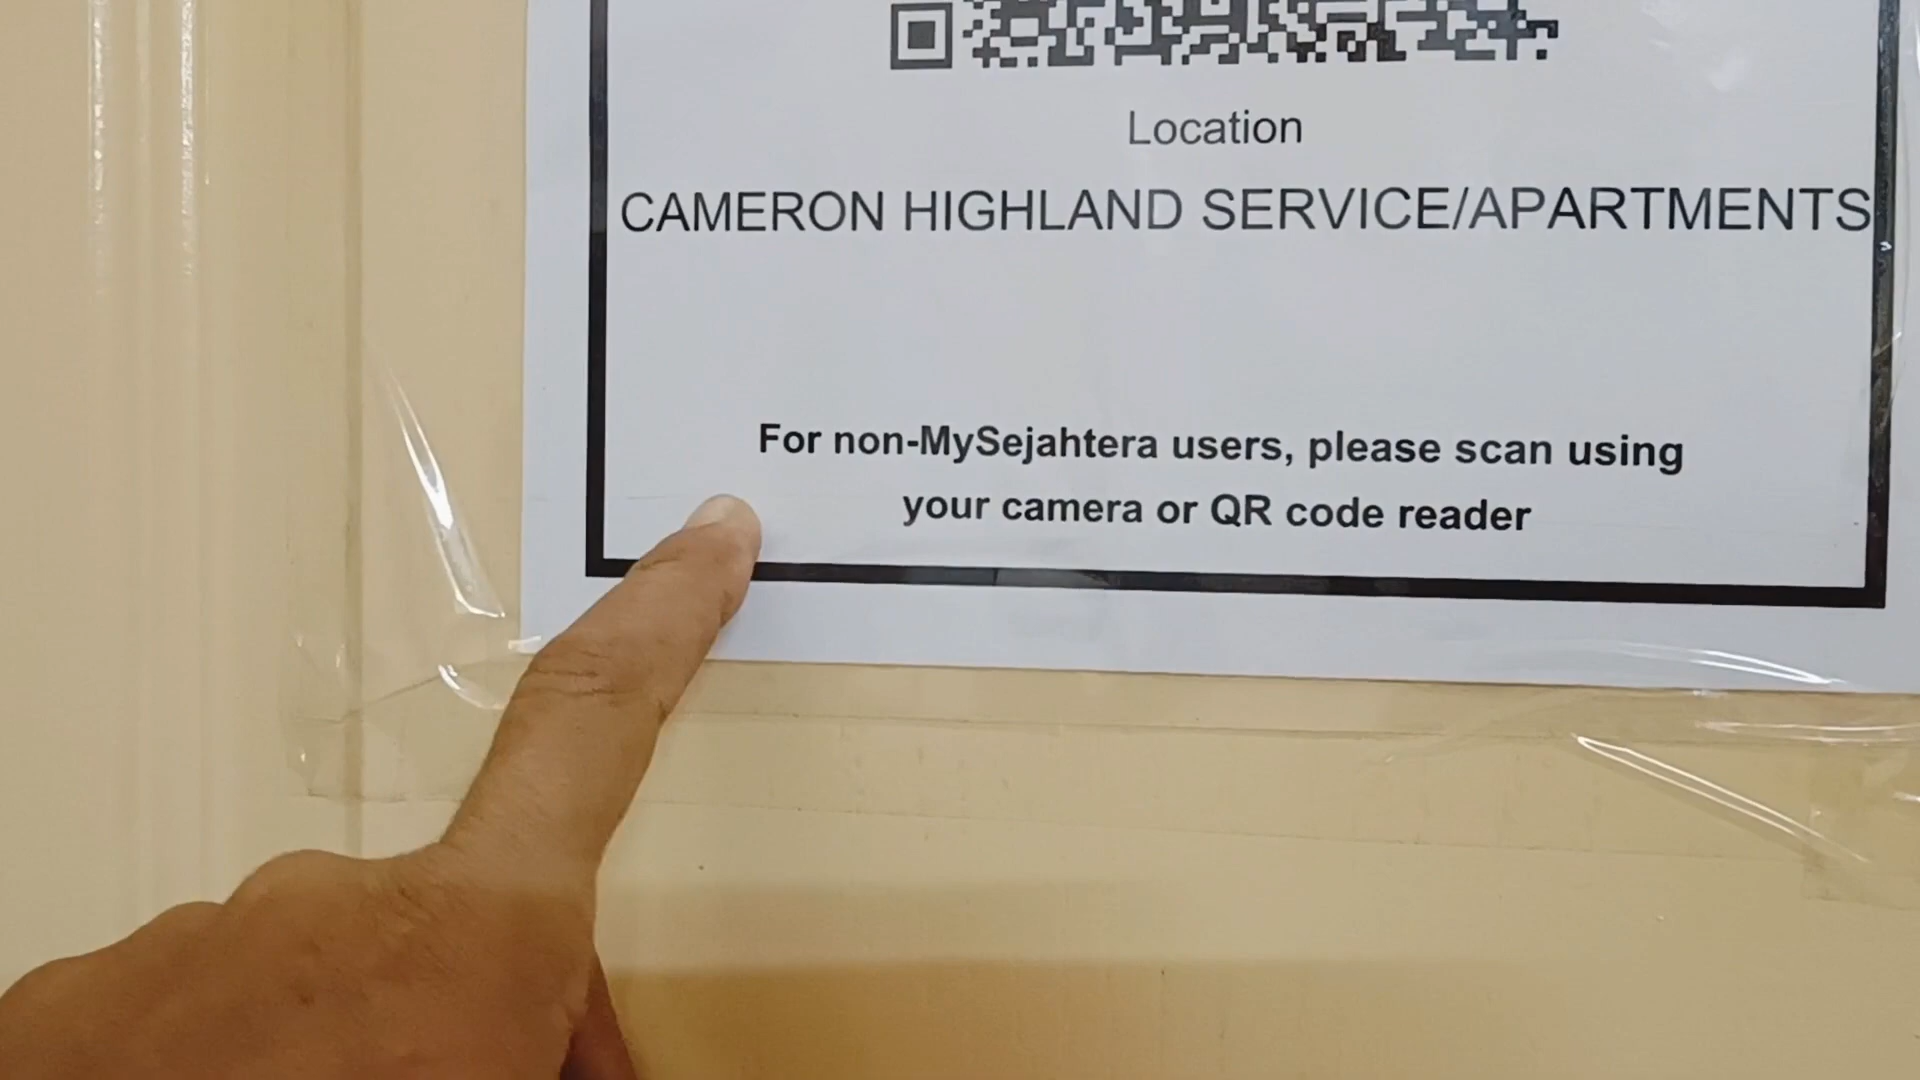 Location
CAMERON HIGHLAND SERVICE/APARTMENTS
For non-MySejahtera users, please scan using
your camera or QR code reader